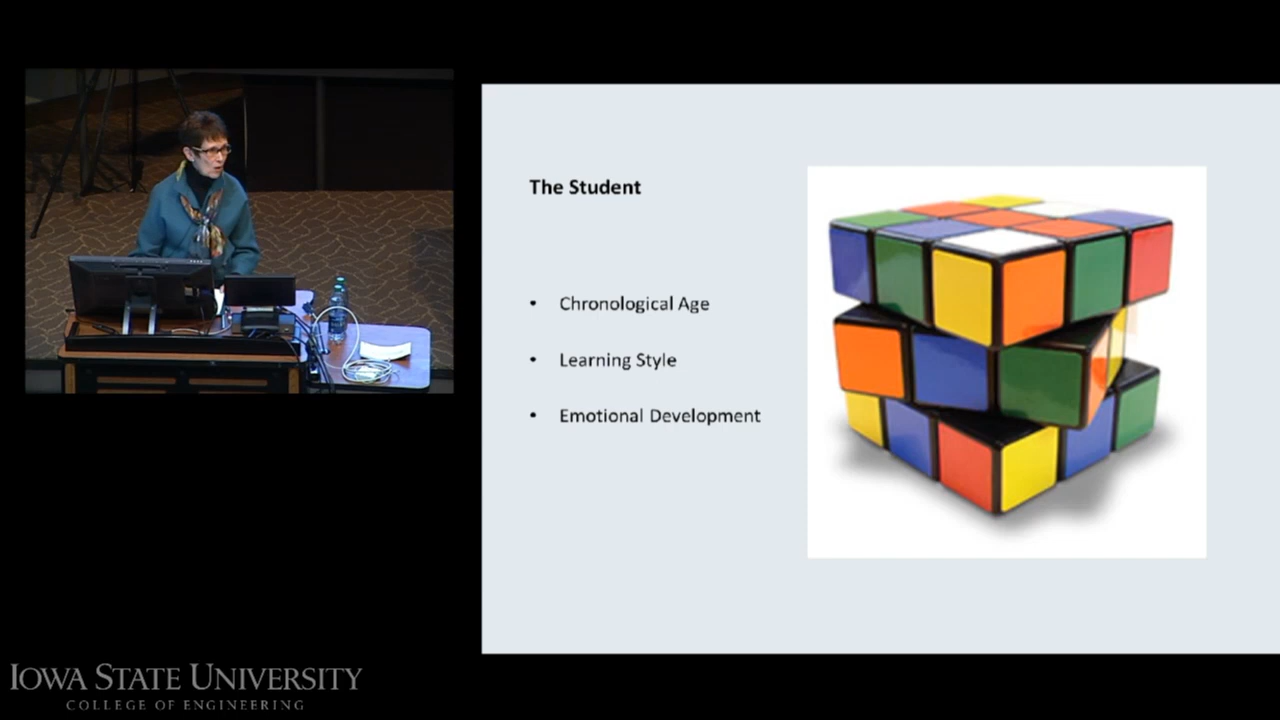 The Student
• Chronological Age
• Learning Style
• Emotional Development
IOWA STATE UNIVERSITY
COLLEGE OF ENGINEERING